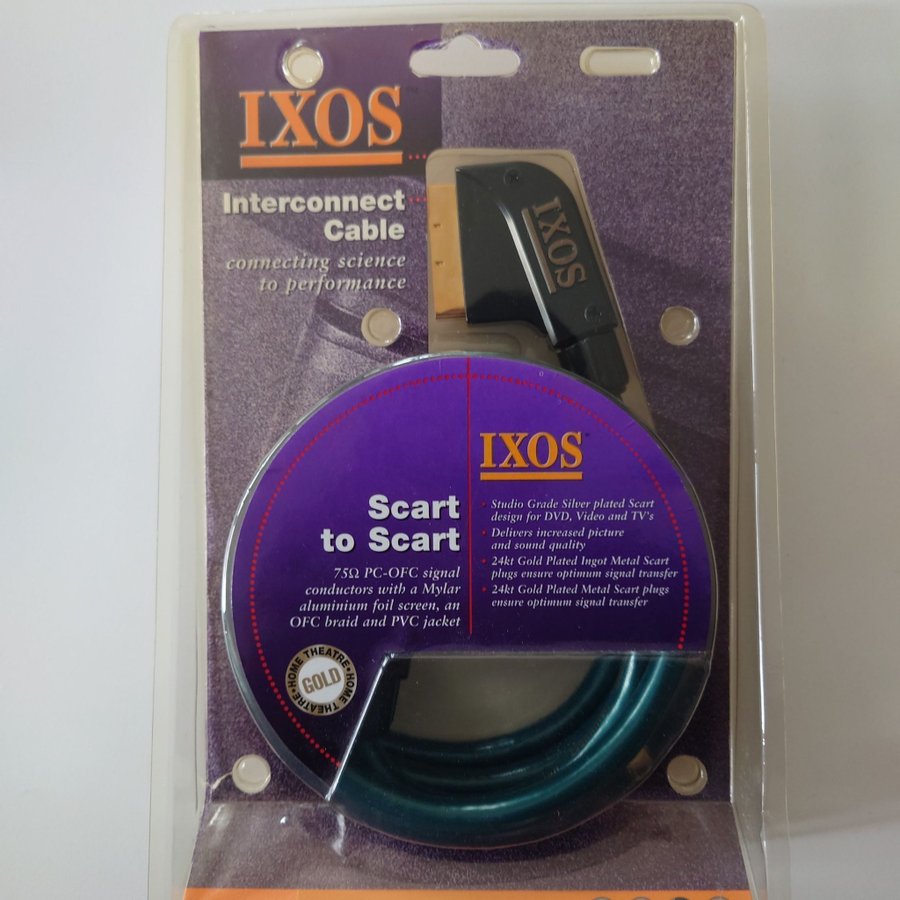 IXOS
Interconnect
Cable
connecting science
to performance
IXOS
1
1
IXOS
Scart
to Scart
75Ω PC-OFC signal
conductors with a Mylar
aluminium foil screen, an
OFC braid and PVC jacket
• Studio Grade Silver plated Scart
design for DVD, Video and TV's
• Delivers increased picture
and sound quality
• 24kt Gold Plated Ingot Metal Scart
plugs ensure optimum signal transfer
• 24kt Gold Plated Metal Scart plugs
ensure optimum signal transfer
HOME THEATRE • HOME THEATRE •
GOLD